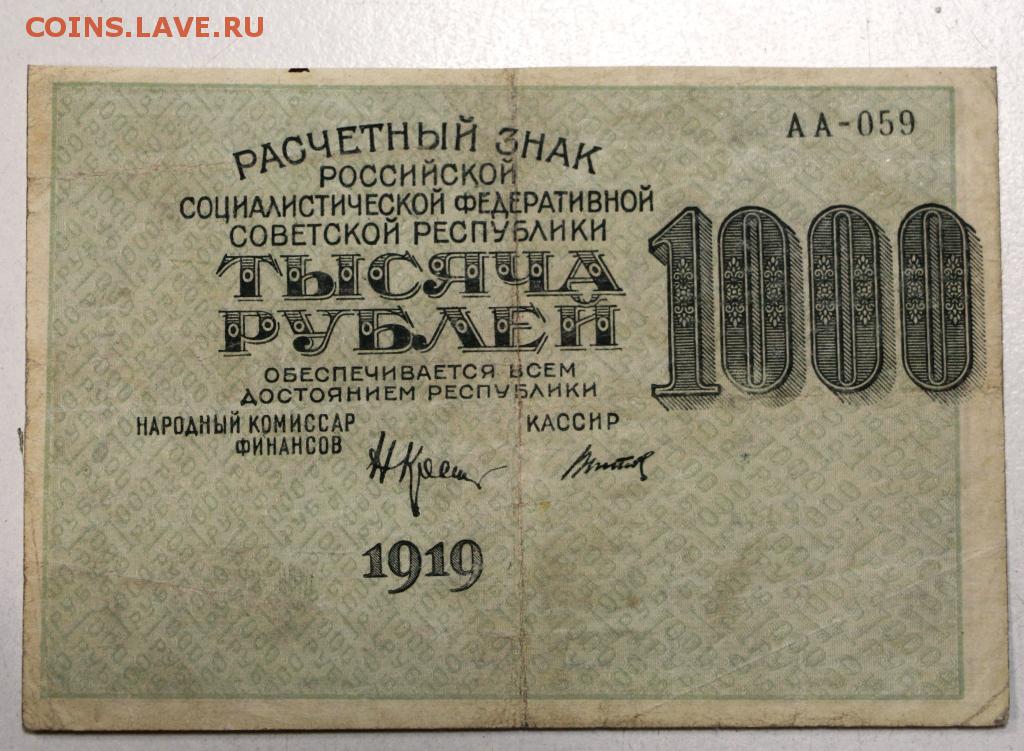 COINS.LAVE.RU
АА-059
РАСЧЕТНЫЙ ЗНАК
РОССИЙСКОЙ
СОЦИАЛИСТИЧЕСКОЙ ФЕДЕРАТИВНОЙ
СОВЕТСКОЙ РЕСПУБЛИКИ
ТЫСЯЧА
РУБЛЕЙ
1000
ОБЕСПЕЧИВАЕТСЯ ВСЕМ
ДОСТОЯНИЕМ РЕСПУБЛИКИ
НАРОДНЫЙ КОМИССАР
ФИНАНСОВ
КАССИР
1919